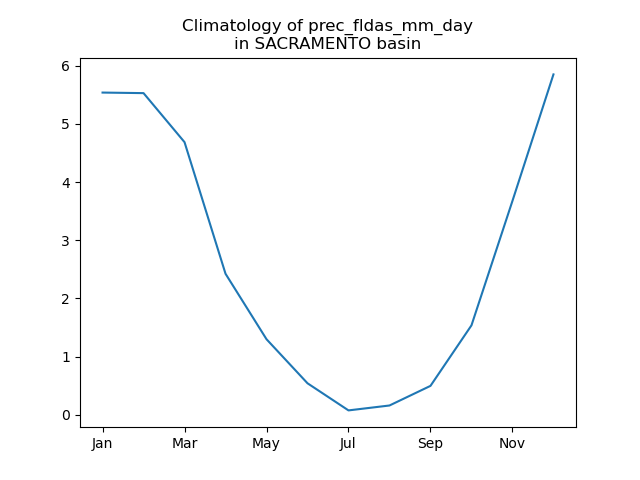 Climatology of prec_fldas_mm_day
in SACRAMENTO basin
6
5
4
3
2
1
0
Jan
Mar
May
Jul
Sep
Nov